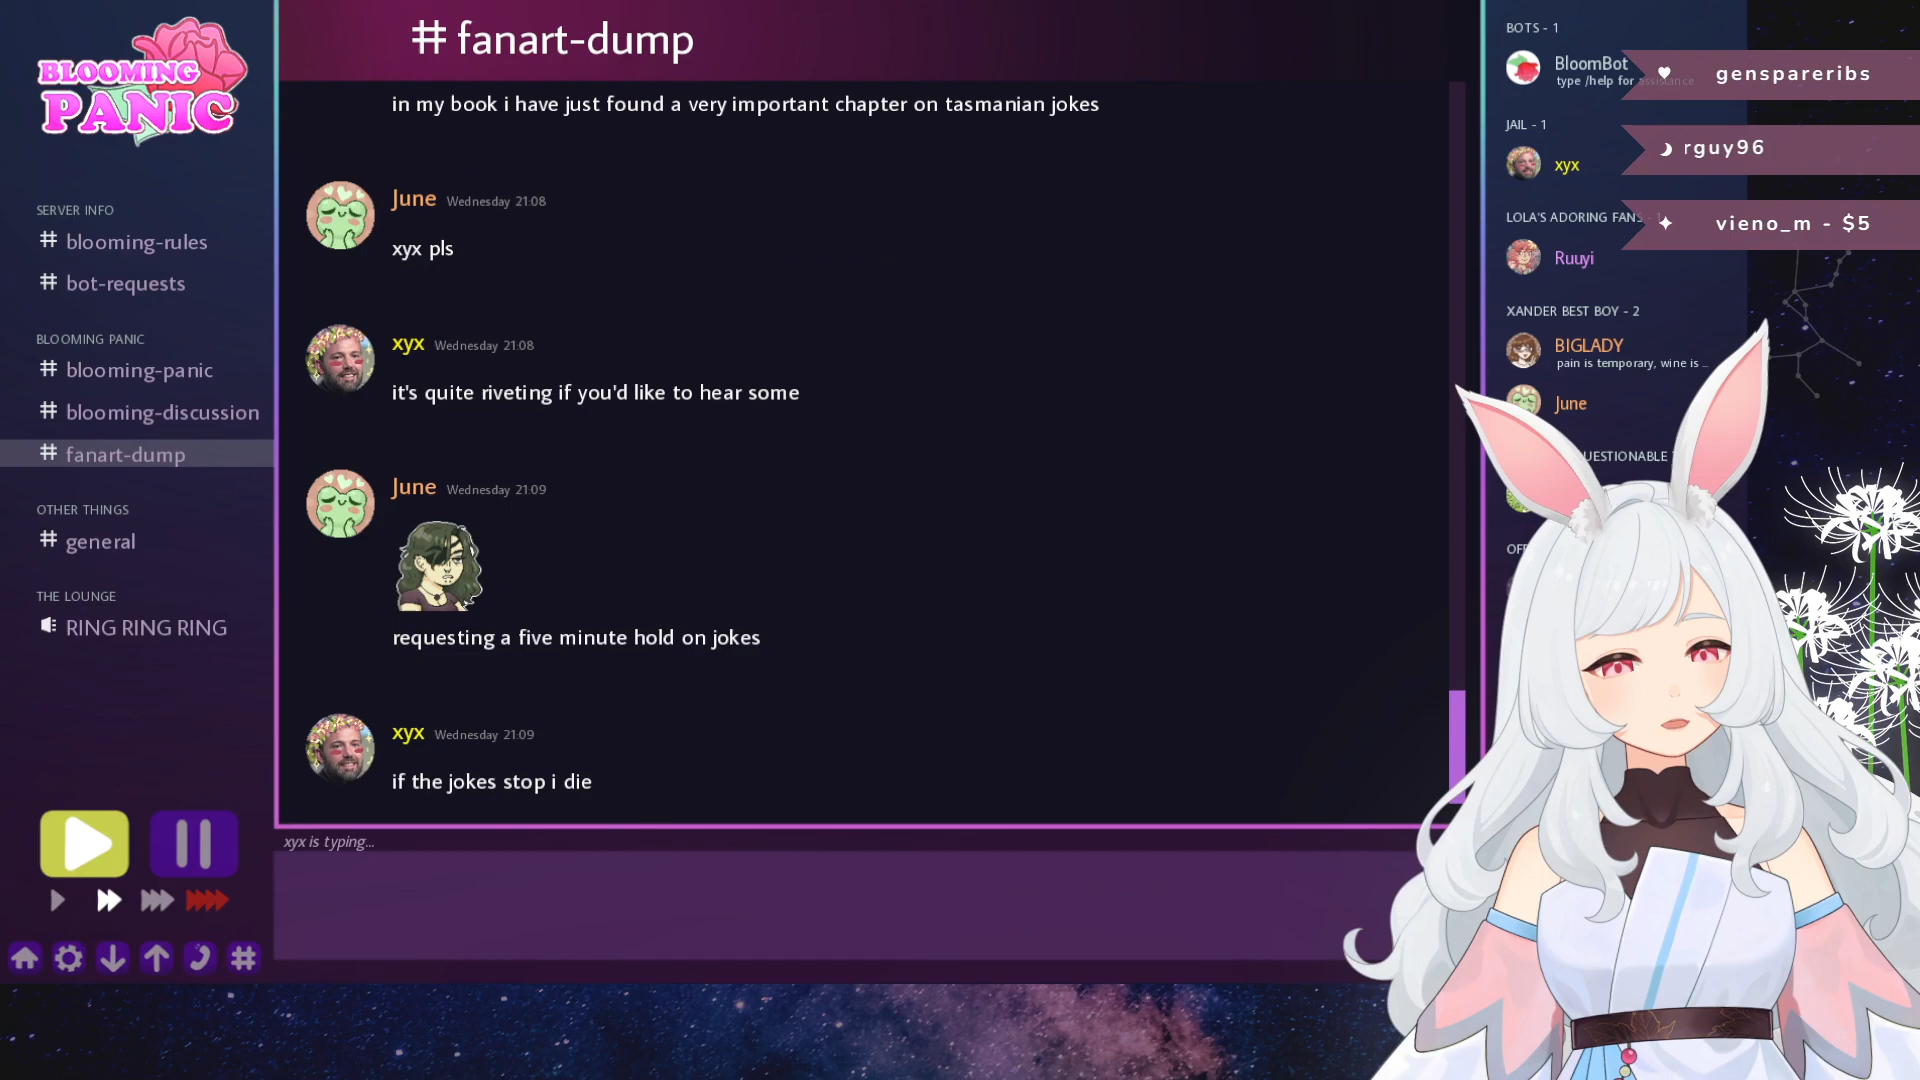 BLOOMING
PANIC
SERVER INFO
# blooming-rules
# bot-requests
BLOOMING PANIC
# blooming-panic
# blooming-discussion
# fanart-dump
OTHER THINGS
# general
THE LOUNGE
RING RING RING
# fanart-dump
in my book i have just found a very important chapter on tasmanian jokes
June Wednesday 21:08
xyx pls
xyx Wednesday 21:08
it's quite riveting if you'd like to hear some
June Wednesday 21:09
requesting a five minute hold on jokes
xyx Wednesday 21:09
if the jokes stop i die
xyx is typing...
BOTS - 1
BloomBot
type /help for assistance
JAIL - 1
xyx
LOLA'S ADORING FANS - 1
Ruuyi
XANDER BEST BOY - 2
BIGLADY
pain is temporary, wine is ...
June
UESTIONABLE
OF
genspareribs
rguy96
vieno_m - $5